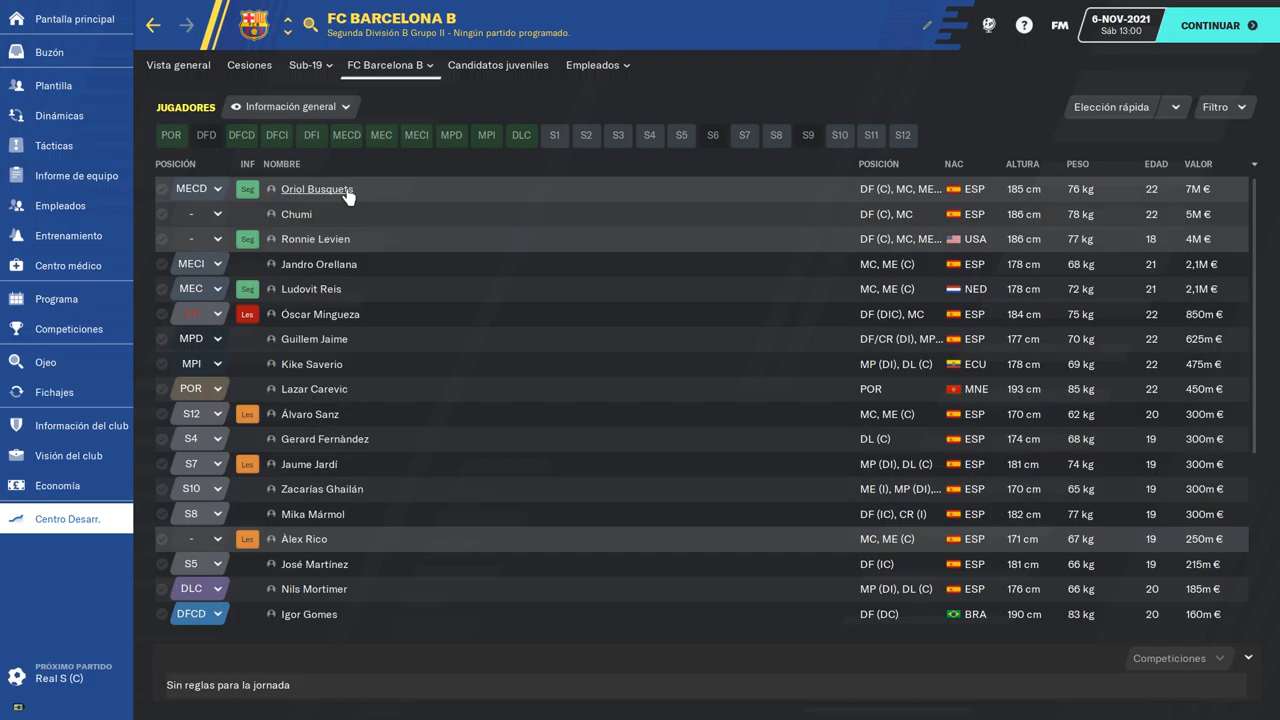 Pantalla principal
Buzón
Plantilla
Dinámicas
Tácticas
Informe de equipo
Empleados
Entrenamiento
Centro médico
Programa
Competiciones
Ojeo
Fichajes
Información del club
Visión del club
Economía
Centro Desarr.
PRÓXIMO PARTIDO
Real S (C)
FC BARCELONA B
Segunda División B Grupo II - Ningún partido programado.
FM
6-NOV-2021
Sáb 13:00
CONTINUAR
Vista general Cesiones Sub-19 FC Barcelona B Candidatos juveniles Empleados
JUGADORES Información general Elección rápida Filtro
POR DFD DFCD DFCI DFI MECD MEC MECI MPD MPI DLC S1 S2 S3 S4 S5 S6 S7 S8 S9 S10 S11 S12
POSICIÓN INF NOMBRE POSICIÓN NAC ALTURA PESO EDAD VALOR
MECD Seg Oriol Busquets DF (C), MC, ME... ESP 185 cm 76 kg 22 7M €
- Chumi DF (C), MC ESP 186 cm 78 kg 22 5M €
- Seg Ronnie Levien DF (C), MC, ME... USA 186 cm 77 kg 18 4M €
MECI Jandro Orellana MC, ME (C) ESP 178 cm 68 kg 21 2,1M €
MEC Seg Ludovit Reis MC, ME (C) NED 178 cm 72 kg 21 2,1M €
Les Óscar Mingueza DF (DIC), MC ESP 184 cm 75 kg 22 850m €
MPD Guillem Jaime DF/CR (DI), MP... ESP 177 cm 70 kg 22 625m €
MPI Kike Saverio MP (DI), DL (C) ECU 178 cm 69 kg 22 475m €
POR Lazar Carevic POR MNE 193 cm 85 kg 22 450m €
S12 Les Álvaro Sanz MC, ME (C) ESP 170 cm 62 kg 20 300m €
S4 Gerard Fernàndez DL (C) ESP 174 cm 68 kg 19 300m €
S7 Les Jaume Jardí MP (DI), DL (C) ESP 181 cm 74 kg 19 300m €
S10 Zacarías Ghailán ME (I), MP (DI),... ESP 170 cm 65 kg 19 300m €
S8 Mika Mármol DF (IC), CR (I) ESP 182 cm 77 kg 19 300m €
- Les Àlex Rico MC, ME (C) ESP 171 cm 67 kg 19 250m €
S5 José Martínez DF (IC) ESP 181 cm 66 kg 19 215m €
DLC Nils Mortimer MP (DI), DL (C) ESP 176 cm 66 kg 20 185m €
DFCD Igor Gomes DF (DC) BRA 190 cm 83 kg 20 160m €
Competiciones
Sin reglas para la jornada